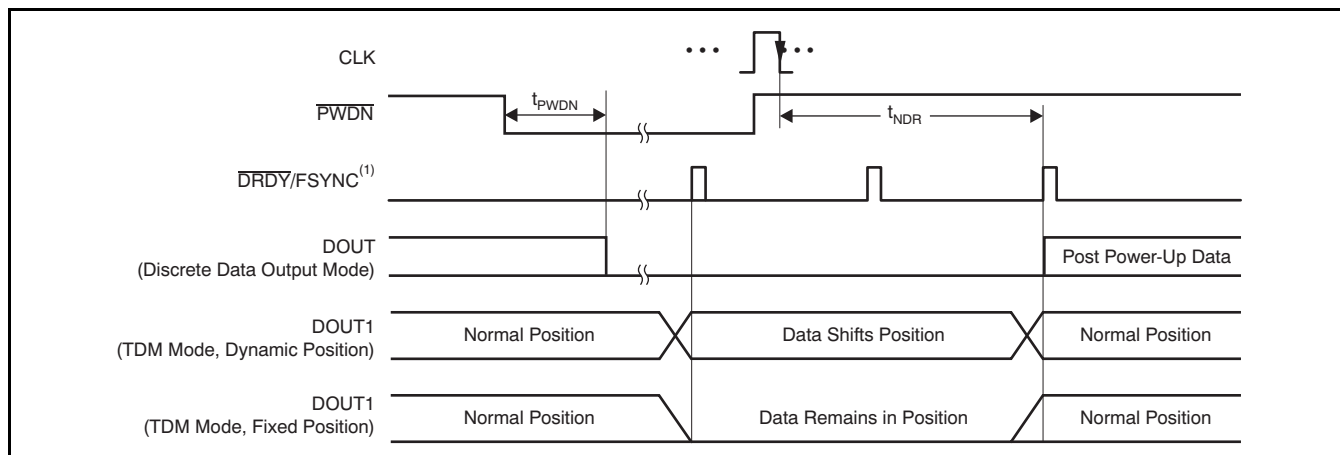 CLK
• • •
• • •
PWDN
tPWDN
tNDR
DRDY/FSYNC(1)
DOUT
(Discrete Data Output Mode)
Post Power-Up Data
DOUT1
(TDM Mode, Dynamic Position)
Normal Position
Data Shifts Position
Normal Position
DOUT1
(TDM Mode, Fixed Position)
Normal Position
Data Remains in Position
Normal Position